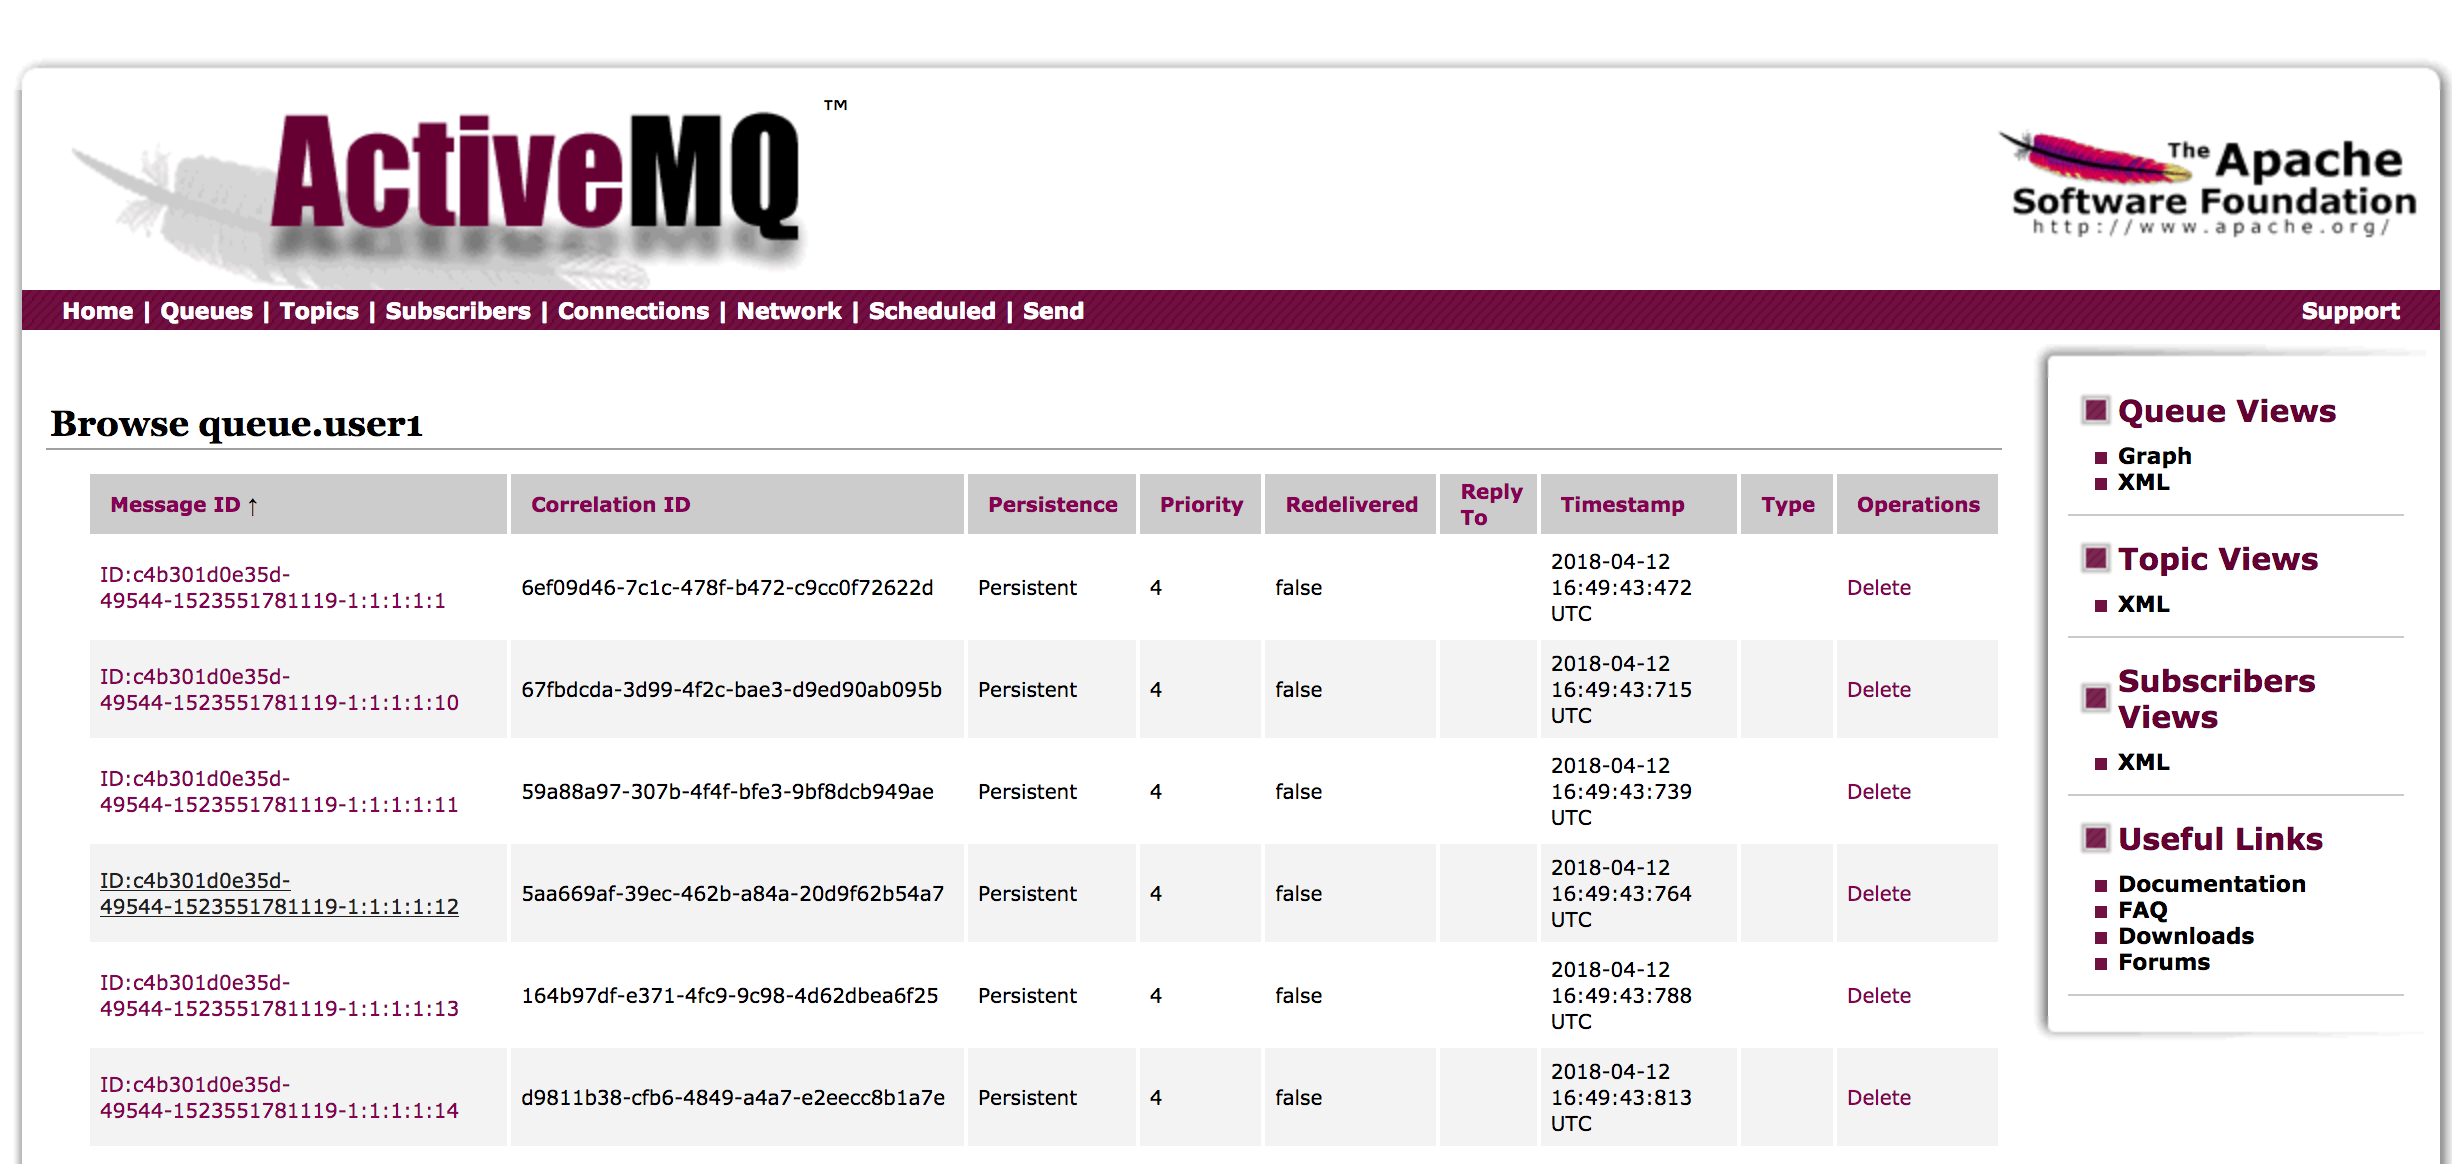 ActiveMQ ™
The Apache
Software Foundation
http://www.apache.org/
Home | Queues | Topics | Subscribers | Connections | Network | Scheduled | Send
Support
Browse queue.user1
Message ID ↑ Correlation ID Persistence Priority Redelivered Reply To Timestamp Type Operations
ID:c4b301d0e35d-
49544-1523551781119-1:1:1:1:1
6ef09d46-7c1c-478f-b472-c9cc0f72622d
Persistent
4
false
2018-04-12
16:49:43:472
UTC
Delete
ID:c4b301d0e35d-
49544-1523551781119-1:1:1:1:10
67fbdcda-3d99-4f2c-bae3-d9ed90ab095b
Persistent
4
false
2018-04-12
16:49:43:715
UTC
Delete
ID:c4b301d0e35d-
49544-1523551781119-1:1:1:1:11
59a88a97-307b-4f4f-bfe3-9bf8dcb949ae
Persistent
4
false
2018-04-12
16:49:43:739
UTC
Delete
ID:c4b301d0e35d-
49544-1523551781119-1:1:1:1:12
5aa669af-39ec-462b-a84a-20d9f62b54a7
Persistent
4
false
2018-04-12
16:49:43:764
UTC
Delete
ID:c4b301d0e35d-
49544-1523551781119-1:1:1:1:13
164b97df-e371-4fc9-9c98-4d62dbea6f25
Persistent
4
false
2018-04-12
16:49:43:788
UTC
Delete
ID:c4b301d0e35d-
49544-1523551781119-1:1:1:1:14
d9811b38-cfb6-4849-a4a7-e2eecc8b1a7e
Persistent
4
false
2018-04-12
16:49:43:813
UTC
Delete
Queue Views
Graph
XML
Topic Views
XML
Subscribers
Views
XML
Useful Links
Documentation
FAQ
Downloads
Forums